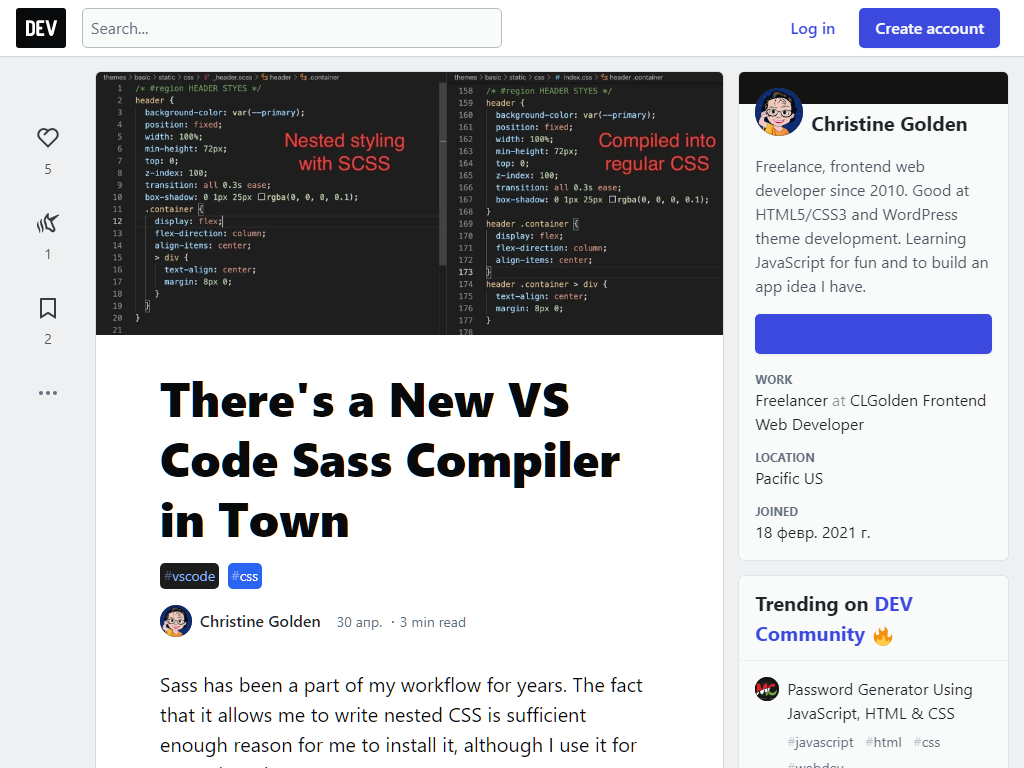 DEV
Search...
Log in
Create account
themes > basic > static > css > _header.scss > header > .container
1 /* #region HEADER STYES */
2 header {
3 background-color: var(--primary);
4 position: fixed;
5 width: 100%;
6 min-height: 72px;
7 top: 0;
8 z-index: 100;
9 transition: all 0.3s ease;
10 box-shadow: 0 1px 25px rgba(0, 0, 0, 0.1);
11 .container {
12 display: flex;
13 flex-direction: column;
14 align-items: center;
15 > div {
16 text-align: center;
17 margin: 8px 0;
18 }
19 }
20 }
21
Nested styling
with SCSS
themes > basic > static > css > # index.css > header .container
158 /* #region HEADER STYES */
159 header {
160 background-color: var(--primary);
161 position: fixed;
162 width: 100%;
163 min-height: 72px;
164 top: 0;
165 z-index: 100;
166 transition: all 0.3s ease;
167 box-shadow: 0 1px 25px rgba(0, 0, 0, 0.1);
168 }
169 header .container {
170 display: flex;
171 flex-direction: column;
172 align-items: center;
173 }
174 header .container > div {
175 text-align: center;
176 margin: 8px 0;
177 }
178
Compiled into
regular CSS
5
1
2
There's a New VS
Code Sass Compiler
in Town
#vscode #css
Christine Golden 30 апр. ・3 min read
Sass has been a part of my workflow for years. The fact
that it allows me to write nested CSS is sufficient
enough reason for me to install it, although I use it for
Christine Golden
Freelance, frontend web
developer since 2010. Good at
HTML5/CSS3 and WordPress
theme development. Learning
JavaScript for fun and to build an
app idea I have.
WORK
Freelancer at CLGolden Frontend
Web Developer
LOCATION
Pacific US
JOINED
18 февр. 2021 г.
Trending on DEV
Community 🔥
MC
Password Generator Using
JavaScript, HTML & CSS
#javascript #html #css
#webdev